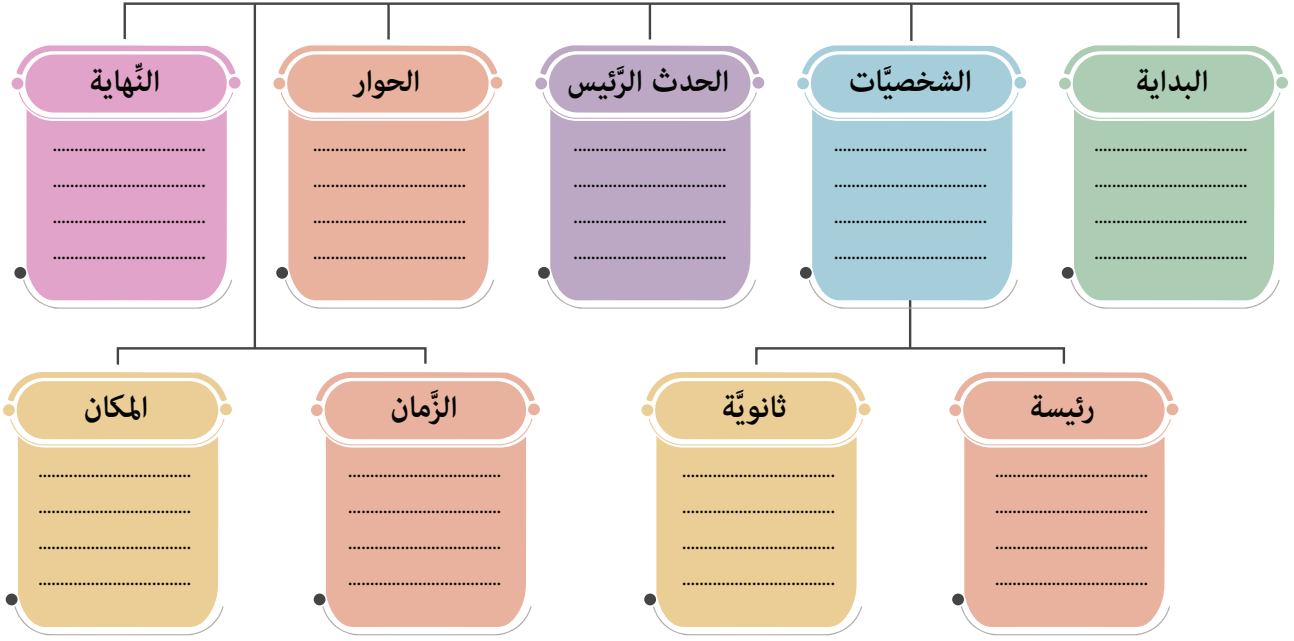 البداية
الشخصيَّات
الحدث الرَّئيس
الحوار
النِّهاية
رئيسة
ثانويَّة
الزَّمان
المكان